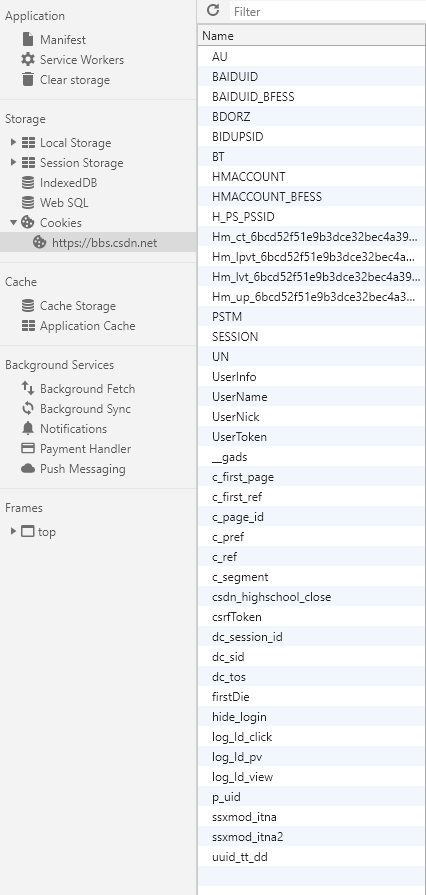 Application
Manifest
Service Workers
Clear storage
Storage
Local Storage
Session Storage
IndexedDB
Web SQL
Cookies
https://bbs.csdn.net
Cache
Cache Storage
Application Cache
Background Services
Background Fetch
Background Sync
Notifications
Payment Handler
Push Messaging
Frames
top
Filter
Name
AU
BAIDUID
BAIDUID_BFESS
BDORZ
BIDUPSID
BT
HMACCOUNT
HMACCOUNT_BFESS
H_PS_PSSID
Hm_ct_6bcd52f51e9b3dce32bec4a39...
Hm_lpvt_6bcd52f51e9b3dce32bec4a...
Hm_lvt_6bcd52f51e9b3dce32bec4a39...
Hm_up_6bcd52f51e9b3dce32bec4a3...
PSTM
SESSION
UN
UserInfo
UserName
UserNick
UserToken
__gads
c_first_page
c_first_ref
c_page_id
c_pref
c_ref
c_segment
csdn_highschool_close
csrfToken
dc_session_id
dc_sid
dc_tos
firstDie
hide_login
log_Id_click
log_Id_pv
log_Id_view
p_uid
ssxmod_itna
ssxmod_itna2
uuid_tt_dd